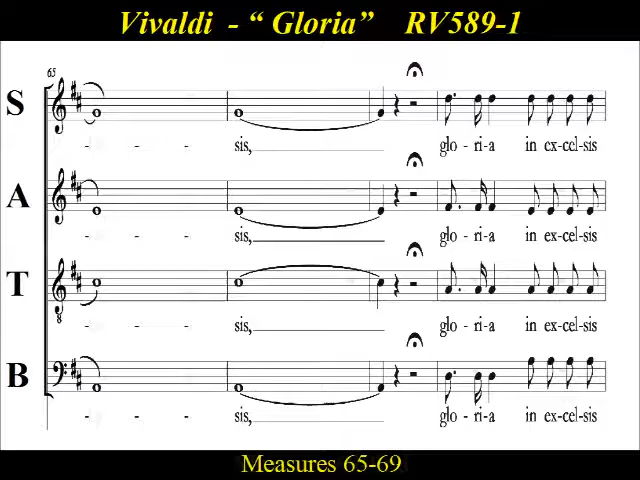 Vivaldi - “ Gloria” RV589-1
65
S
- - - sis, glo - ri-a in ex-cel-sis
A
- - - sis, glo - ri-a in ex-cel-sis
T
8
- - - sis, glo - ri-a in ex-cel-sis
B
- - - sis, glo - ri-a in ex-cel-sis
Measures 65-69